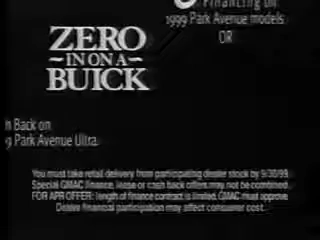 Financing on
1999 Park Avenue models
OR
ZERO
IN ON A
BUICK
h Back on
9 Park Avenue Ultra.
You must take retail delivery from participating dealer stock by 9/30/99.
Special GMAC finance, lease or cash back offers may not be combined.
FOR APR OFFER: length of finance contract is limited. GMAC must approve.
Dealer financial participation may affect consumer cost.